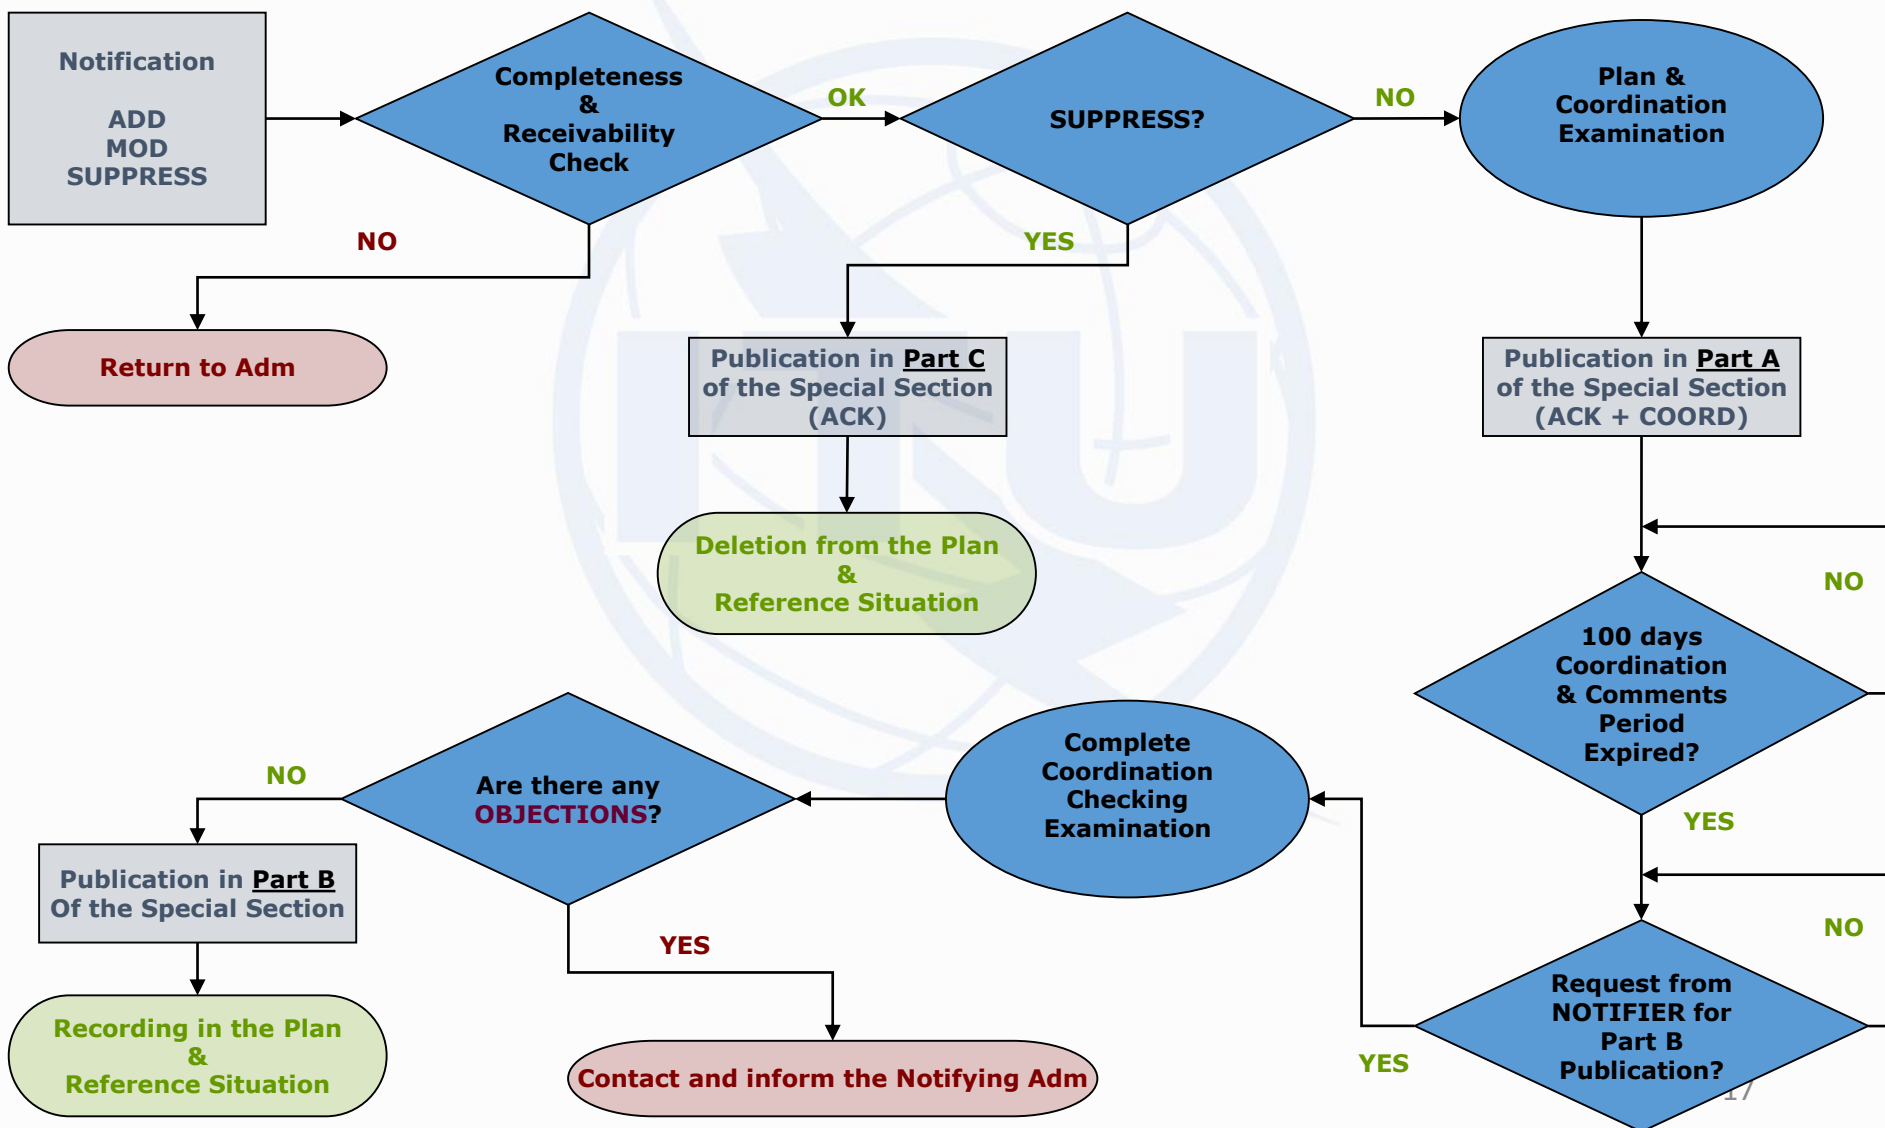 Notification
ADD
MOD
SUPPRESS
Completeness
&
Receivability
Check
OK
SUPPRESS?
NO
Plan &
Coordination
Examination
NO
YES
Return to Adm
Publication in Part C
of the Special Section
(ACK)
Publication in Part A
of the Special Section
(ACK + COORD)
ITU
Deletion from the Plan
&
Reference Situation
NO
100 days
Coordination
& Comments
Period
Expired?
YES
Complete
Coordination
Checking
Examination
Are there any
OBJECTIONS?
NO
Publication in Part B
Of the Special Section
YES
NO
Request from
NOTIFIER for
Part B
Publication?
YES
Recording in the Plan
&
Reference Situation
Contact and inform the Notifying Adm
17